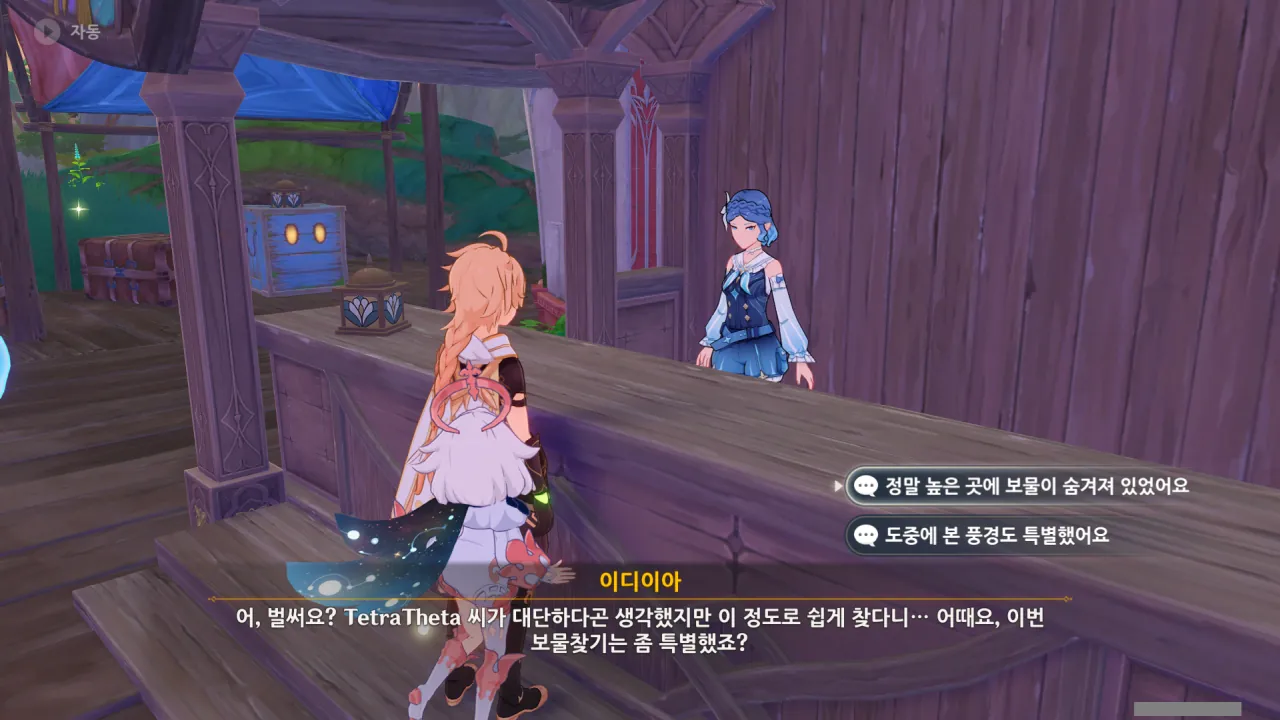 자동
정말 높은 곳에 보물이 숨겨져 있었어요
도중에 본 풍경도 특별했어요
이디이아
어, 벌써요? TetraTheta 씨가 대단하다곤 생각했지만 이 정도로 쉽게 찾다니… 어때요, 이번
보물찾기는 좀 특별했죠?